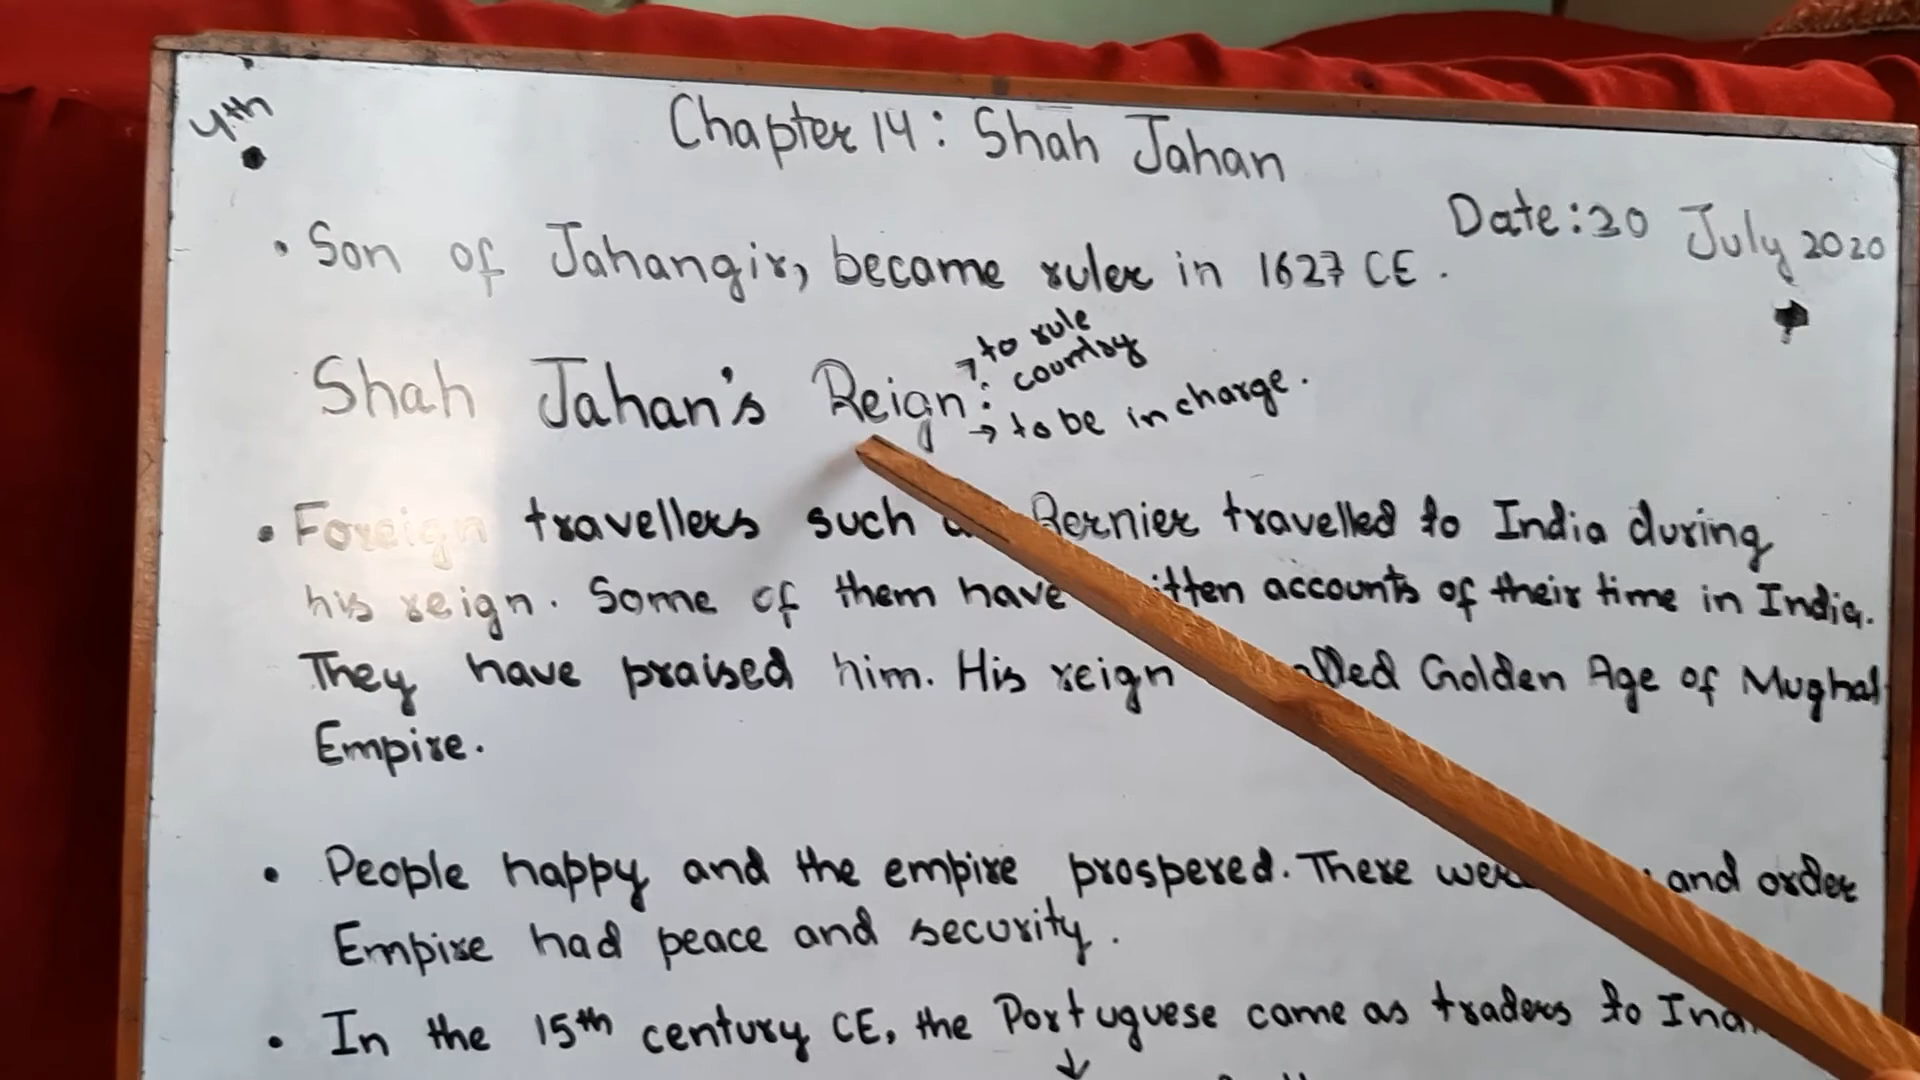 4th
Chapter 14: Shah Jahan
Date: 20 July 2020
• Son of Jahangir, became ruler in 1627 CE.
Shah Jahan's Reign:
→ to rule country
→ to be in charge.
• Foreign travellers such Bernier travelled to India during
his reign. Some of them have accounts of their time in India.
They have praised him. His reign Golden Age of Mughal
Empire.
• People happy and the empire prospered. There and order
Empire had peace and security.
• In the 15th century CE, the Portuguese came as traders to